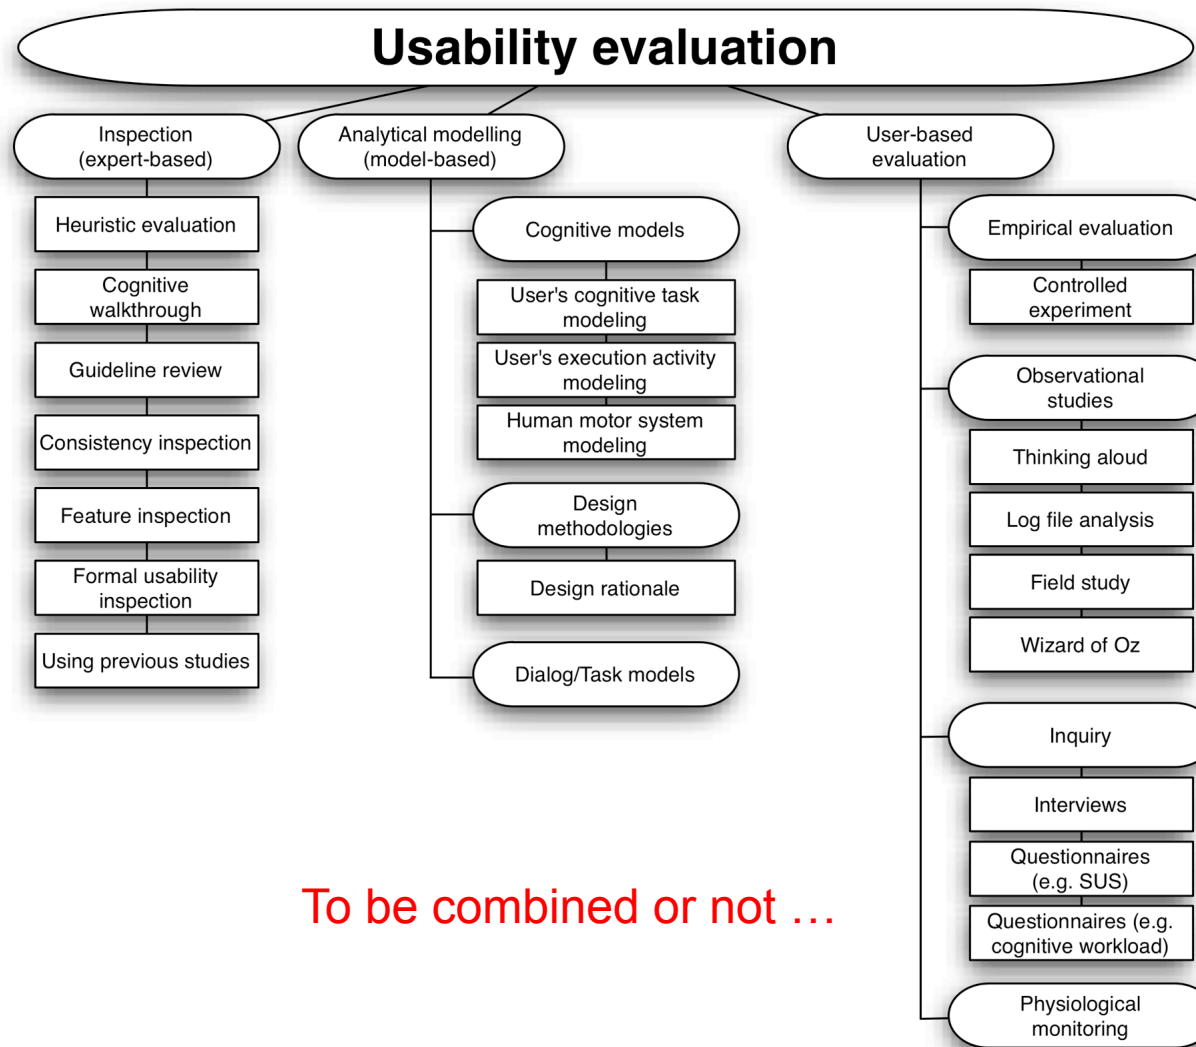 Usability evaluation
Inspection
(expert-based)
Heuristic evaluation
Cognitive
walkthrough
Guideline review
Consistency inspection
Feature inspection
Formal usability
inspection
Using previous studies
Analytical modelling
(model-based)
Cognitive models
User's cognitive task
modeling
User's execution activity
modeling
Human motor system
modeling
Design
methodologies
Design rationale
Dialog/Task models
User-based
evaluation
Empirical evaluation
Controlled
experiment
Observational
studies
Thinking aloud
Log file analysis
Field study
Wizard of Oz
Inquiry
Interviews
Questionnaires
(e.g. SUS)
Questionnaires (e.g.
cognitive workload)
Physiological
monitoring
To be combined or not …